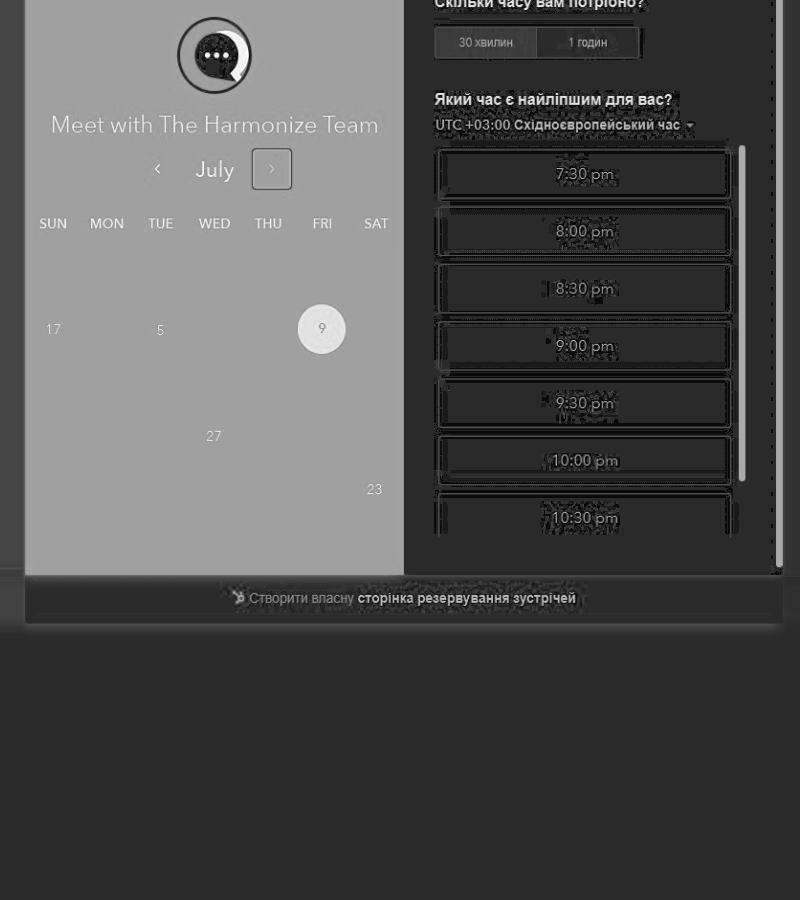 Скільки часу вам потрібно?
30 хвилин
1 годин
Meet with The Harmonize Team
July
SUN MON TUE WED THU FRI SAT
17 5 9
27
23
Який час є найліпшим для вас?
UTC +03:00 Східноєвропейський час
7:30 pm
8:00 pm
8:30 pm
9:00 pm
9:30 pm
10:00 pm
10:30 pm
Створити власну сторінка резервування зустрічей